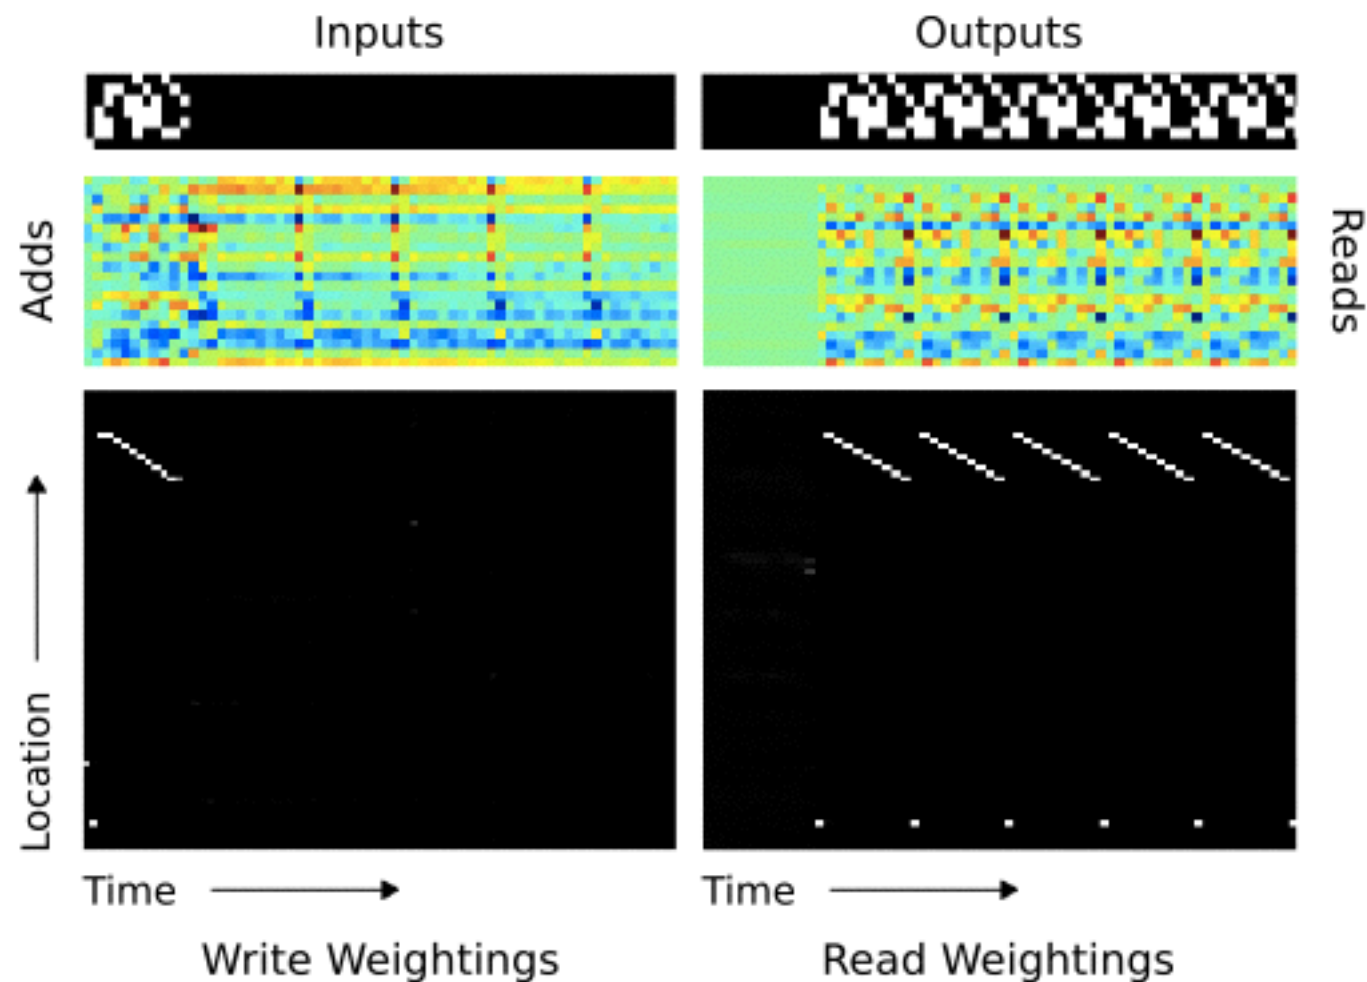 Inputs
Outputs
Adds
Reads
Location
Time
Time
Write Weightings
Read Weightings